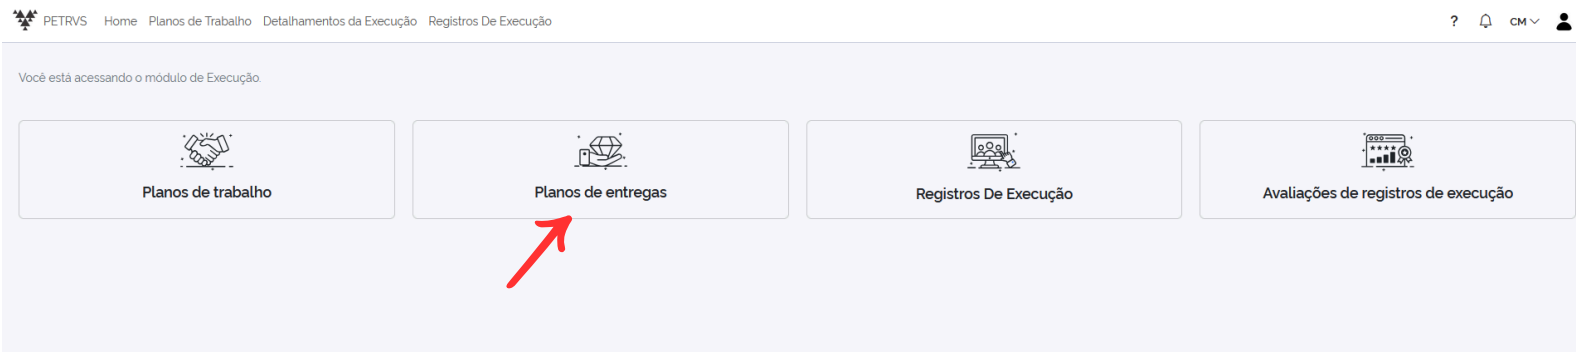 PETRVS Home Planos de Trabalho Detalhamentos da Execução Registros De Execução ? CM
Você está acessando o módulo de Execução.
Planos de trabalho
Planos de entregas
Registros De Execução
Avaliações de registros de execução